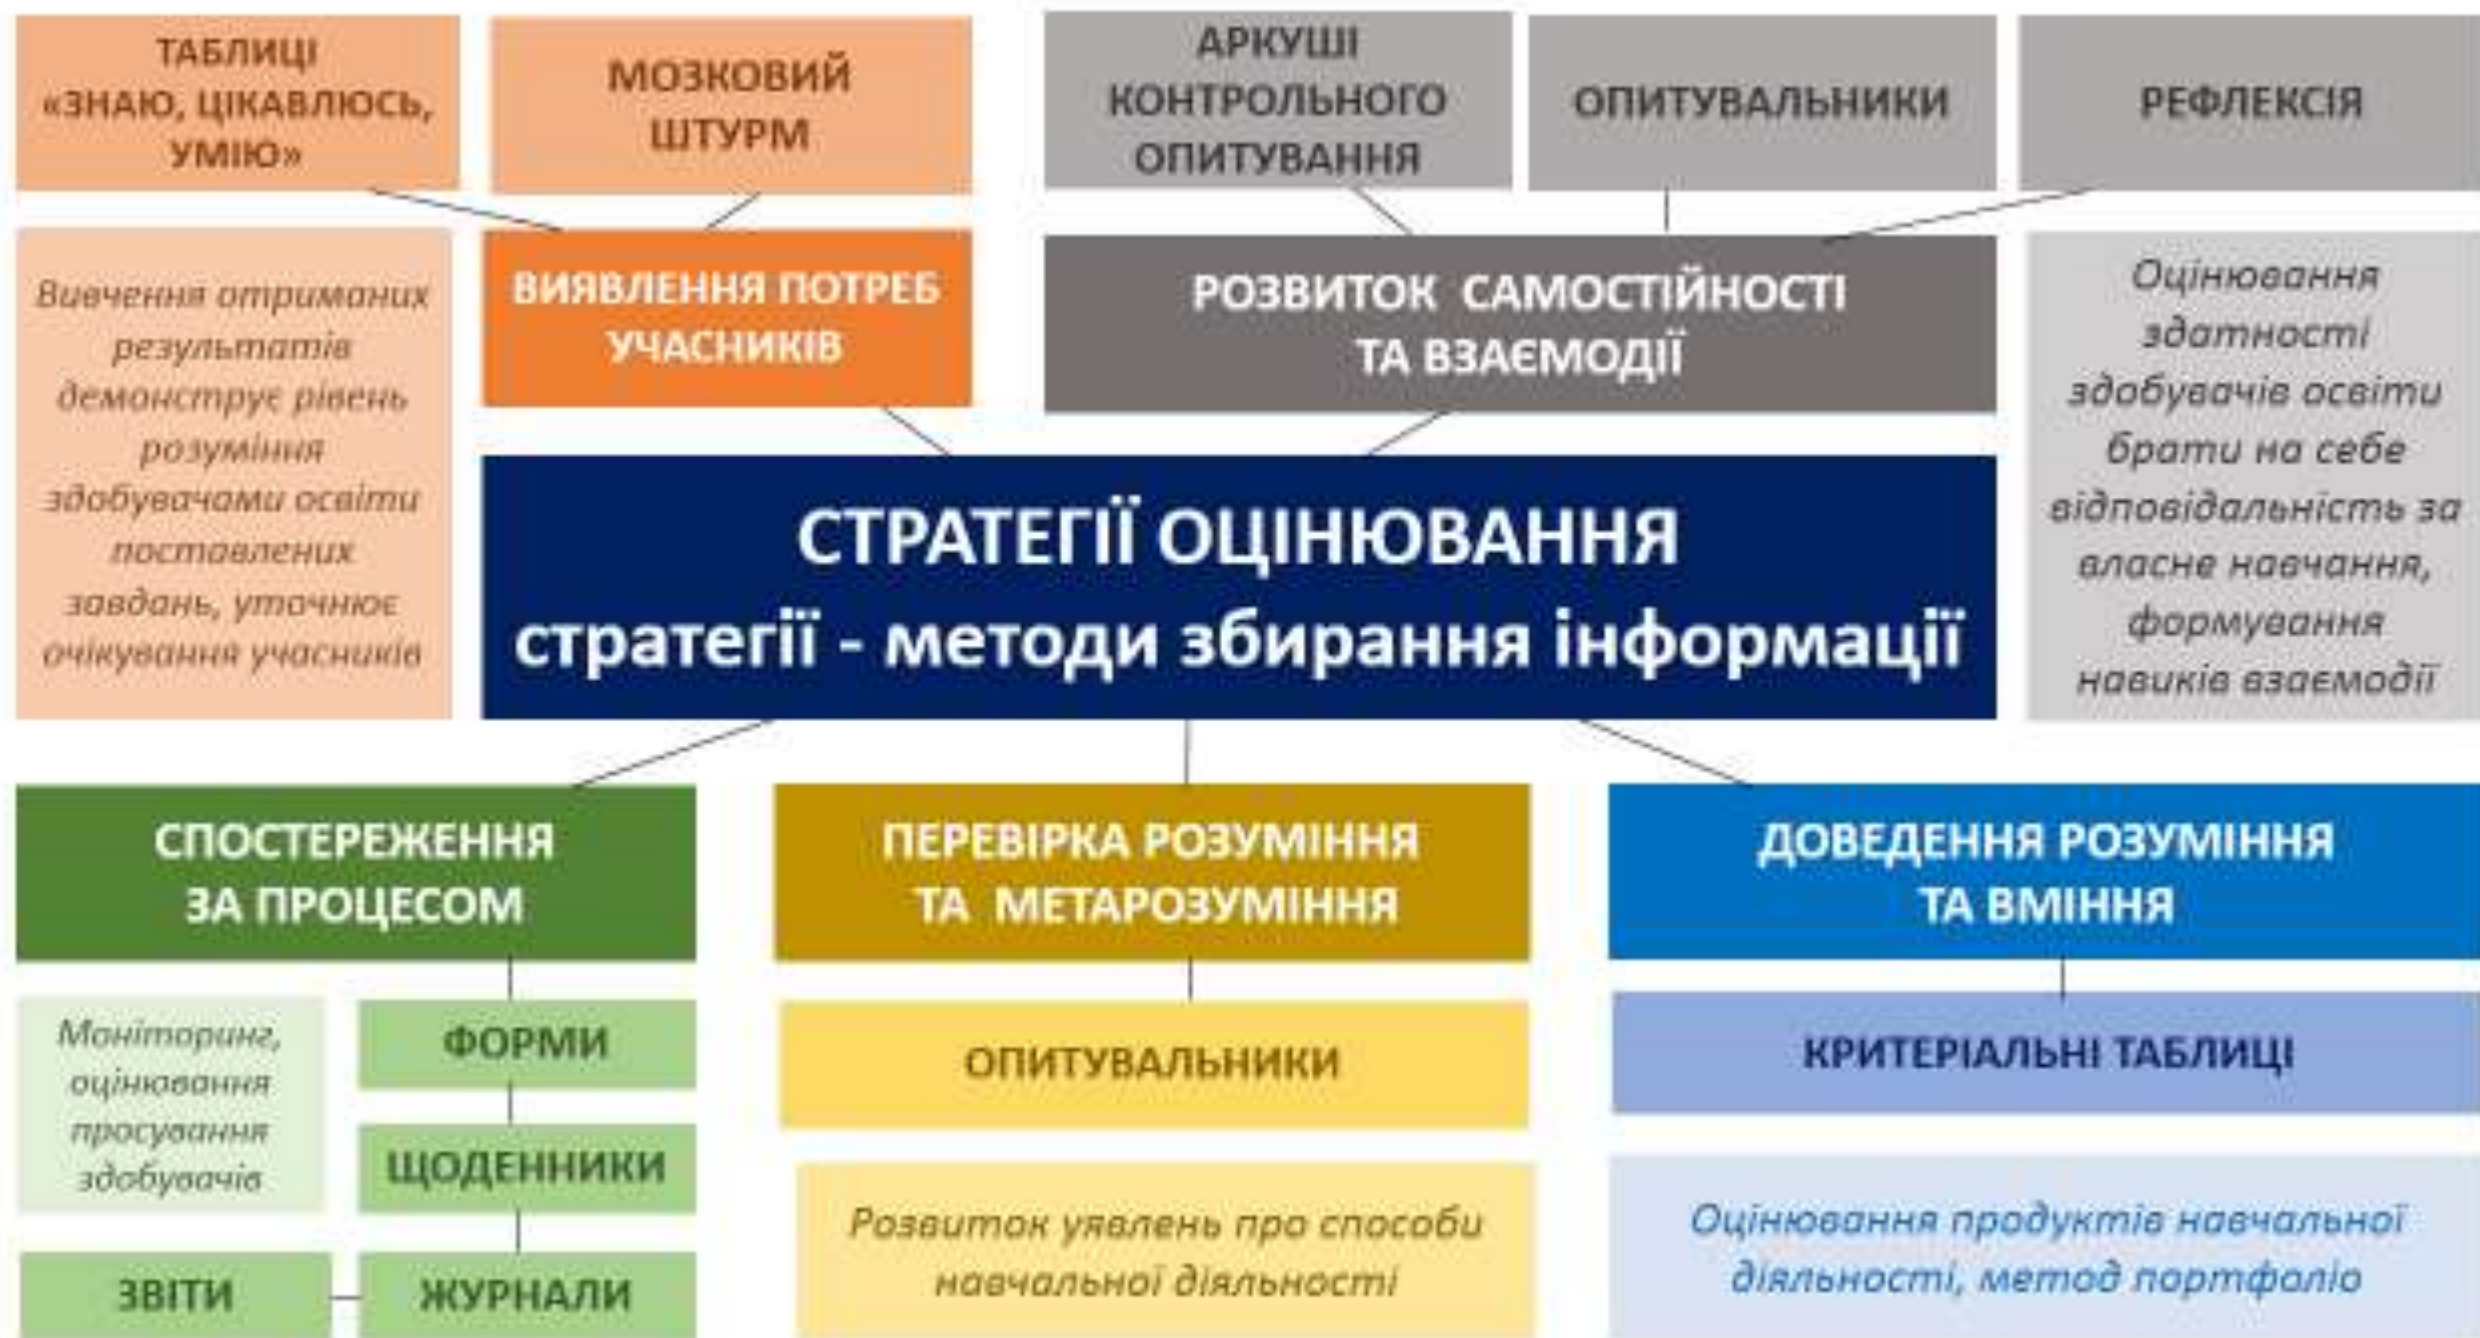 ТАБЛИЦІ
«ЗНАЮ, ЦІКАВЛЮСЬ,
УМІЮ»
МОЗКОВИЙ
ШТУРМ
АРКУШІ
КОНТРОЛЬНОГО
ОПИТУВАННЯ
ОПИТУВАЛЬНИКИ
РЕФЛЕКСІЯ
Вивчення отриманих
результатів
демонструє рівень
розуміння
здобувачами освіти
поставлених
завдань, уточнює
очікування учасників
ВИЯВЛЕННЯ ПОТРЕБ
УЧАСНИКІВ
РОЗВИТОК САМОСТІЙНОСТІ
ТА ВЗАЄМОДІЇ
Оцінювання
здатності
здобувачів освіти
брати на себе
відповідальність за
власне навчання,
формування
навиків взаємодії
СТРАТЕГІЇ ОЦІНЮВАННЯ
стратегії - методи збирання інформації
СПОСТЕРЕЖЕННЯ
ЗА ПРОЦЕСОМ
ПЕРЕВІРКА РОЗУМІННЯ
ТА МЕТАРОЗУМІННЯ
ДОВЕДЕННЯ РОЗУМІННЯ
ТА ВМІННЯ
Моніторинг,
оцінювання
просування
здобувачів
ФОРМИ
ЩОДЕННИКИ
ЗВІТИ
ЖУРНАЛИ
ОПИТУВАЛЬНИКИ
Розвиток уявлень про способи
навчальної діяльності
КРИТЕРІАЛЬНІ ТАБЛИЦІ
Оцінювання продуктів навчальної
діяльності, метод портфоліо